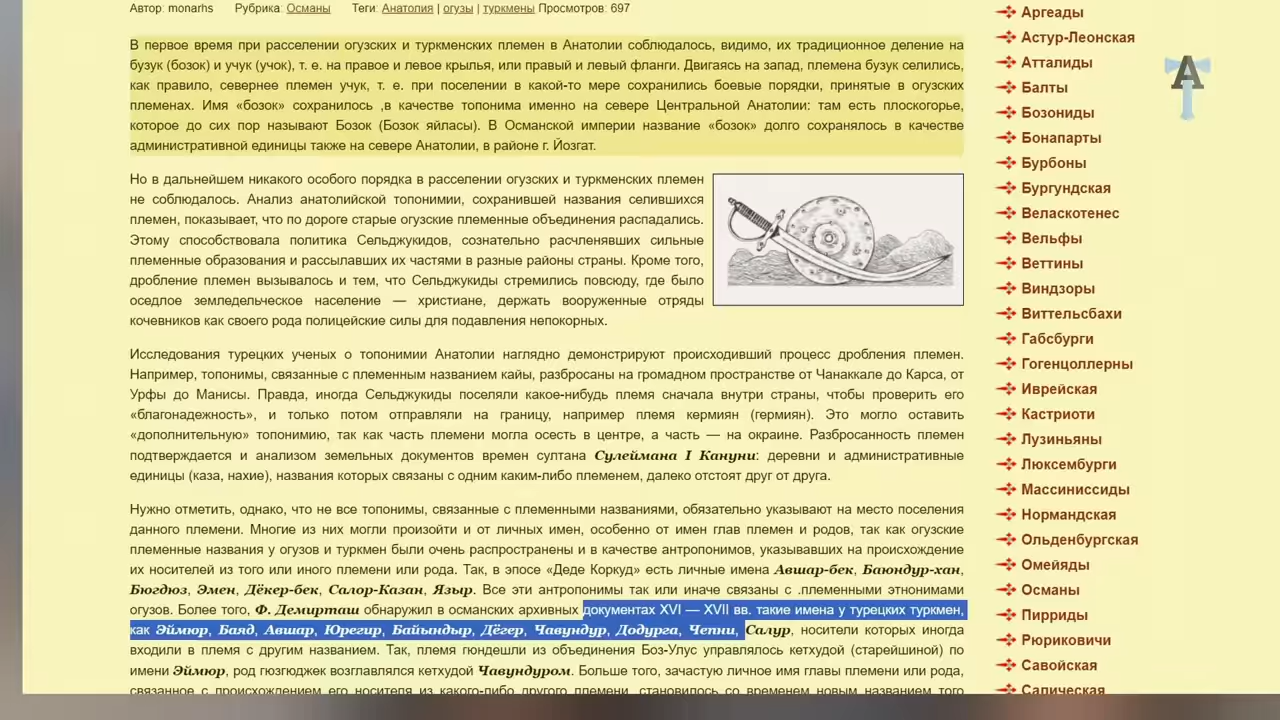 Автор: monarhs Рубрика: Османы Теги: Анатолия | огузы | туркмены Просмотров: 697
В первое время при расселении огузских и туркменских племен в Анатолии соблюдалось, видимо, их традиционное деление на
бузук (бозок) и учук (учок), т. е. на правое и левое крылья, или правый и левый фланги. Двигаясь на запад, племена бузук селились,
как правило, севернее племен учук, т. е. при поселении в какой-то мере сохранились боевые порядки, принятые в огузских
племенах. Имя «бозок» сохранилось ,в качестве топонима именно на севере Центральной Анатолии: там есть плоскогорье,
которое до сих пор называют Бозок (Бозок яйласы). В Османской империи название «бозок» долго сохранялось в качестве
административной единицы также на севере Анатолии, в районе г. Йозгат.
Но в дальнейшем никакого особого порядка в расселении огузских и туркменских племен
не соблюдалось. Анализ анатолийской топонимии, сохранившей названия селившихся
племен, показывает, что по дороге старые огузские племенные объединения распадались.
Этому способствовала политика Сельджукидов, сознательно расчленявших сильные
племенные образования и рассылавших их частями в разные районы страны. Кроме того,
дробление племен вызывалось и тем, что Сельджукиды стремились повсюду, где было
оседлое земледельческое население — христиане, держать вооруженные отряды
кочевников как своего рода полицейские силы для подавления непокорных.
Исследования турецких ученых о топонимии Анатолии наглядно демонстрируют происходивший процесс дробления племен.
Например, топонимы, связанные с племенным названием кайы, разбросаны на громадном пространстве от Чанаккале до Карса, от
Урфы до Манисы. Правда, иногда Сельджукиды поселяли какое-нибудь племя сначала внутри страны, чтобы проверить его
«благонадежность», и только потом отправляли на границу, например племя кермиян (гермиян). Это могло оставить
«дополнительную» топонимию, так как часть племени могла осесть в центре, а часть — на окраине. Разбросанность племен
подтверждается и анализом земельных документов времен султана Сулеймана I Кануни: деревни и административные
единицы (каза, нахие), названия которых связаны с одним каким-либо племенем, далеко отстоят друг от друга.
Нужно отметить, однако, что не все топонимы, связанные с племенными названиями, обязательно указывают на место поселения
данного племени. Многие из них могли произойти и от личных имен, особенно от имен глав племен и родов, так как огузские
племенные названия у огузов и туркмен были очень распространены и в качестве антропонимов, указывавших на происхождение
их носителей из того или иного племени или рода. Так, в эпосе «Деде Коркуд» есть личные имена Авшар-бек, Баюндур-хан,
Бюгдюз, Эмен, Дёкер-бек, Салор-Казан, Языр. Все эти антропонимы так или иначе связаны с .племенными этнонимами
огузов. Более того, Ф. Демирташ обнаружил в османских архивных документах XVI — XVII вв. такие имена у турецких туркмен,
как Эймюр, Баяд, Авшар, Юрегир, Байындыр, Дёгер, Чавундур, Додурга, Чепни, Салур, носители которых иногда
входили в племя с другим названием. Так, племя гюндешли из объединения Боз-Улус управлялось кетхудой (старейшиной) по
имени Эймюр, род гюзгюджек возглавлялся кетхудой Чавундуром. Больше того, зачастую личное имя главы племени или рода,
связанное с происхождением его носителя из какого-либо другого племени, становилось со временем новым названием того
Аргеады
Астур-Леонская
Атталиды
Балты
Бозониды
Бонапарты
Бурбоны
Бургундская
Веласкотенес
Вельфы
Веттины
Виндзоры
Виттельсбахи
Габсбурги
Гогенцоллерны
Иврейская
Кастриоти
Лузиньяны
Люксембурги
Массиниссиды
Нормандская
Ольденбургская
Омейяды
Османы
Пирриды
Рюриковичи
Савойская
Салическая
А